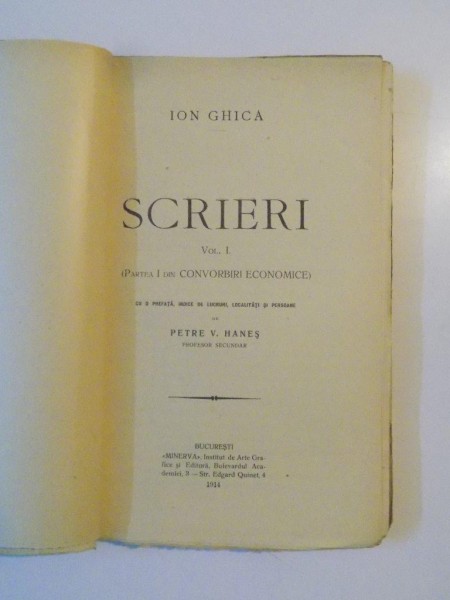 ION GHICA
SCRIERI
VOL. I.
(PARTEA I DIN CONVORBIRI ECONOMICE)
CU O PREFAȚĂ, INDICE DE LUCRURI, LOCALITĂȚI ȘI PERSOANE
DE
PETRE V. HANEȘ
PROFESOR SECUNDAR
BUCUREȘTI
«MINERVA», Institut de Arte Gra-
fice și Editură, Bulevardul Aca-
demiei, 3 — Str. Edgard Quinet, 4
1914